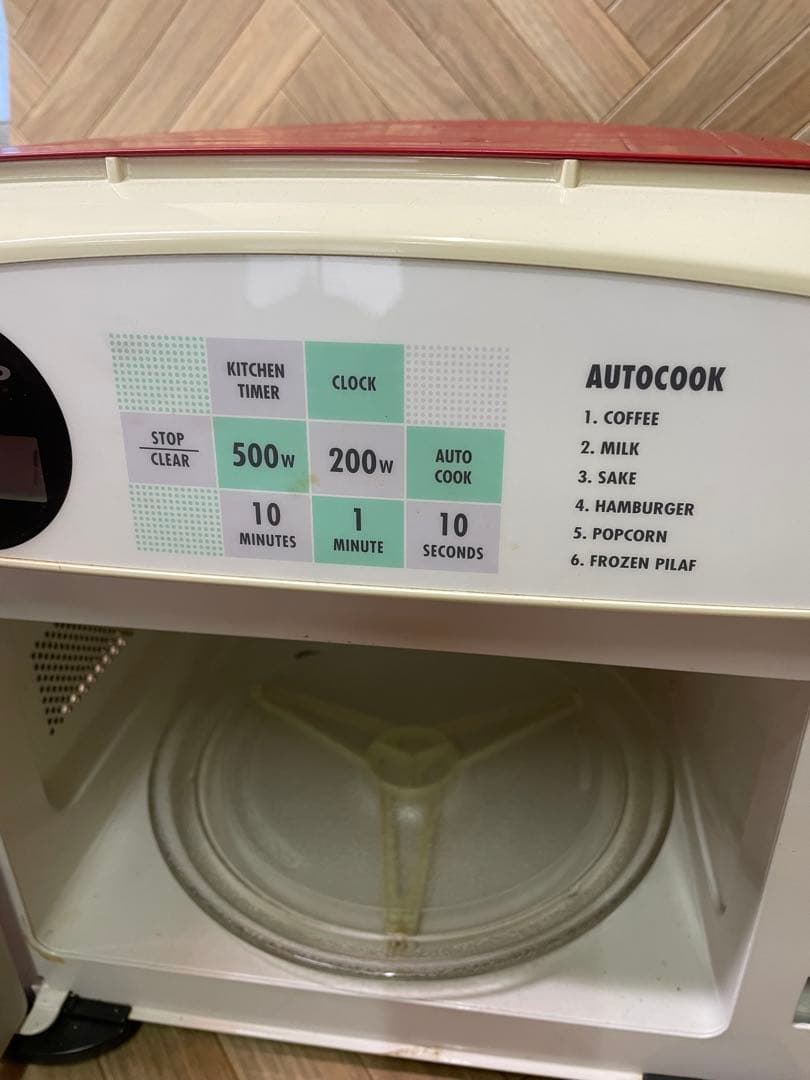 KITCHEN
TIMER
CLOCK
STOP
CLEAR
500W
200W
AUTO
COOK
10
MINUTES
1
MINUTE
10
SECONDS
AUTOCOOK
1. COFFEE
2. MILK
3. SAKE
4. HAMBURGER
5. POPCORN
6. FROZEN PILAF